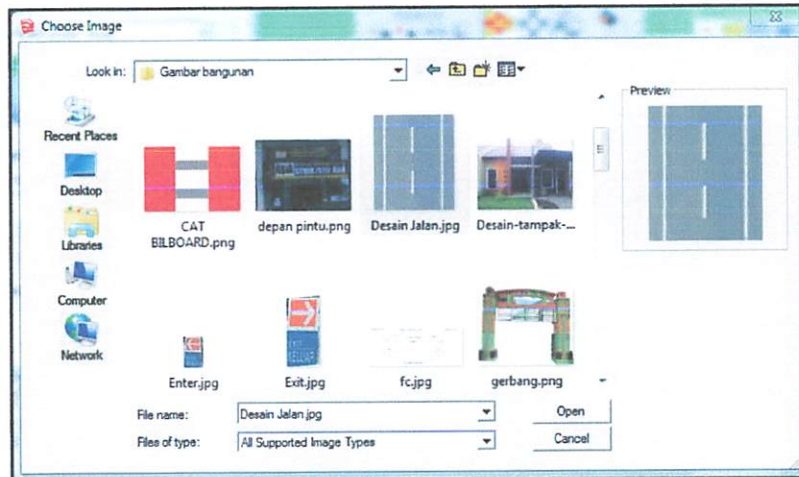 Choose Image
Look in:
Gambar bangunan
Preview
Recent Places
Desktop
Libraries
Computer
Network
CAT
BILBOARD.png
depan pintu.png
Desain Jalan.jpg
Desain-tampak-...
Enter.jpg
Exit.jpg
fc.jpg
gerbang.png
File name:
Desain Jalan.jpg
Open
Files of type:
All Supported Image Types
Cancel